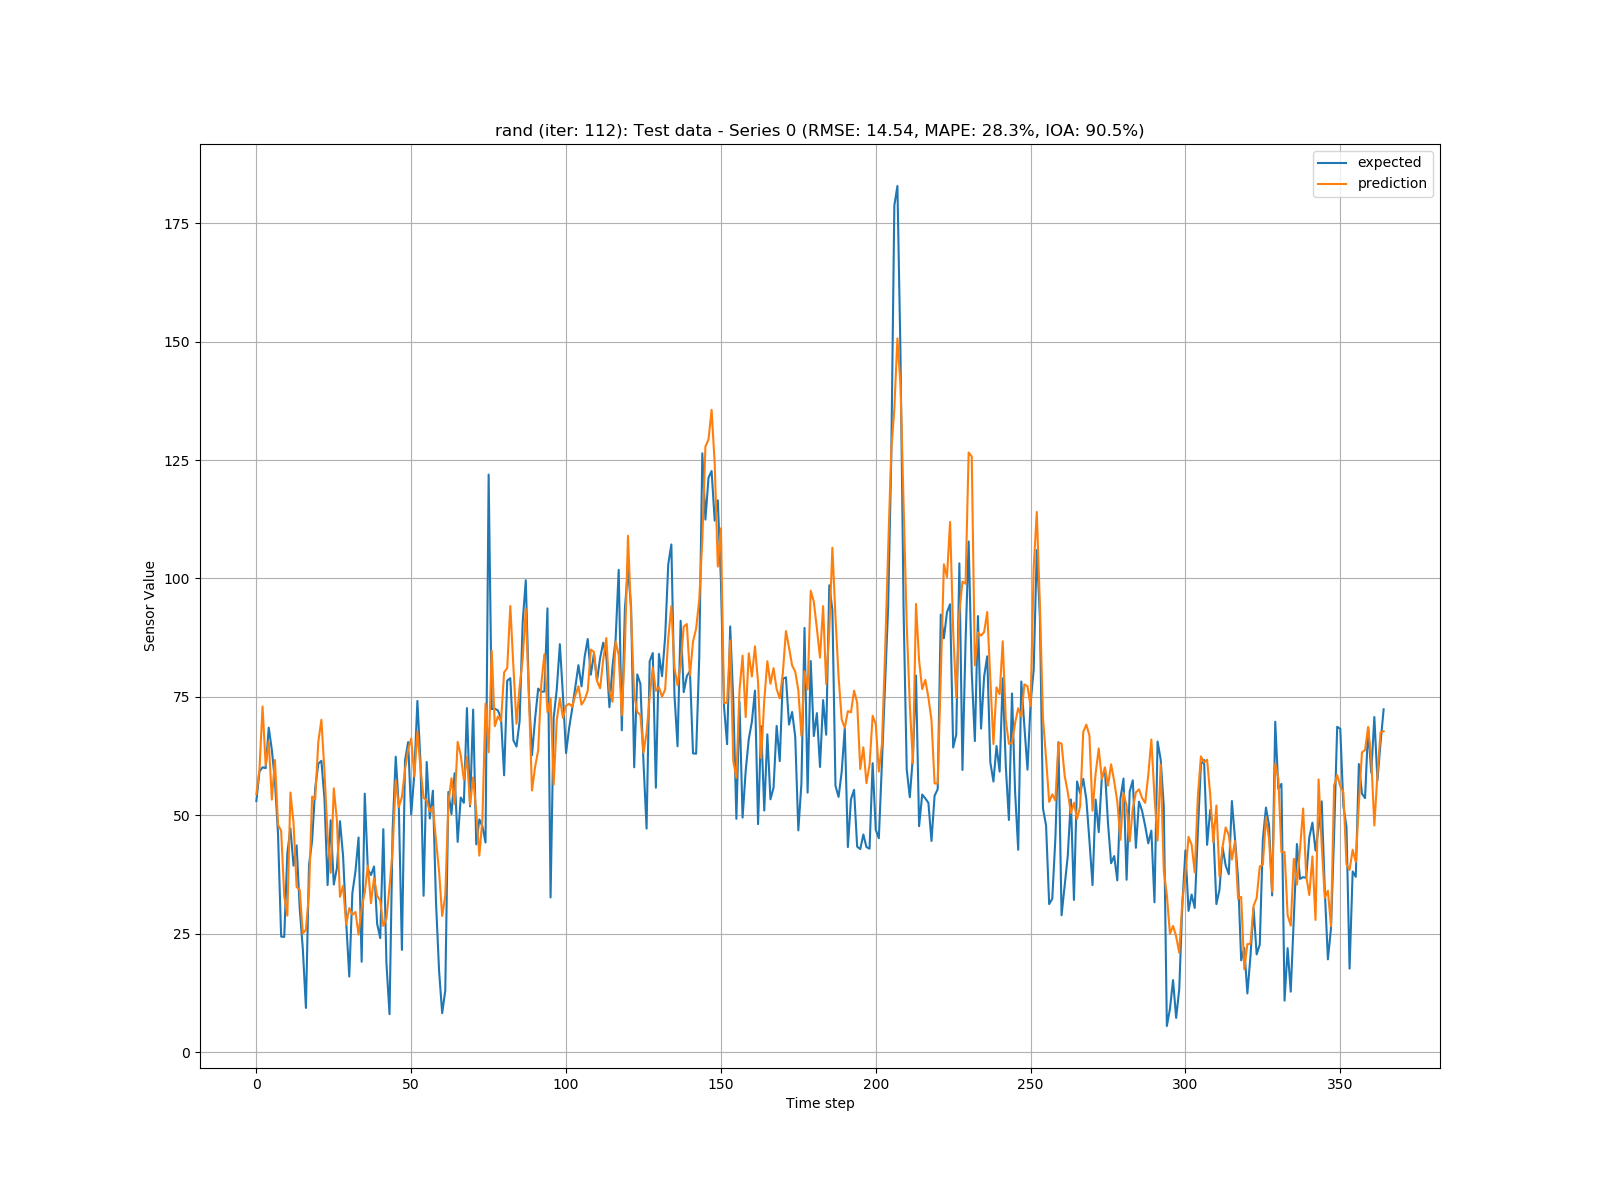 rand (iter: 112): Test data - Series 0 (RMSE: 14.54, MAPE: 28.3%, IOA: 90.5%)
expected
prediction
175
150
125
100
75
50
25
0
Sensor Value
0 50 100 150 200 250 300 350
Time step